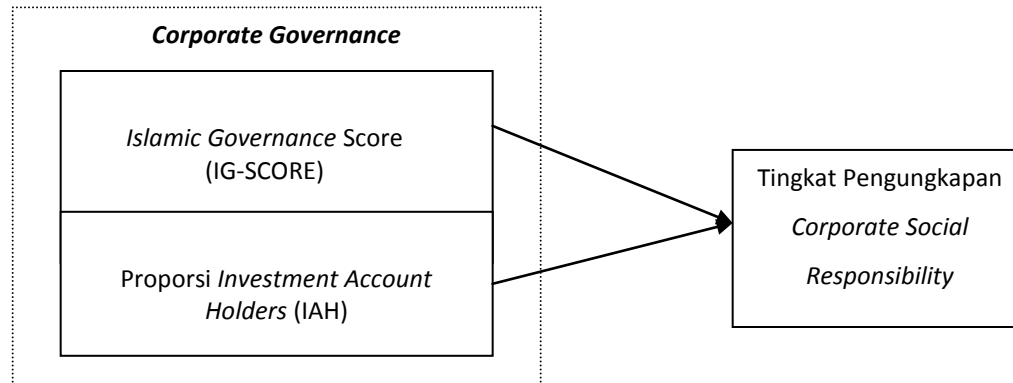 Corporate Governance
Islamic Governance Score
(IG-SCORE)
Proporsi Investment Account
Holders (IAH)
Tingkat Pengungkapan
Corporate Social
Responsibility